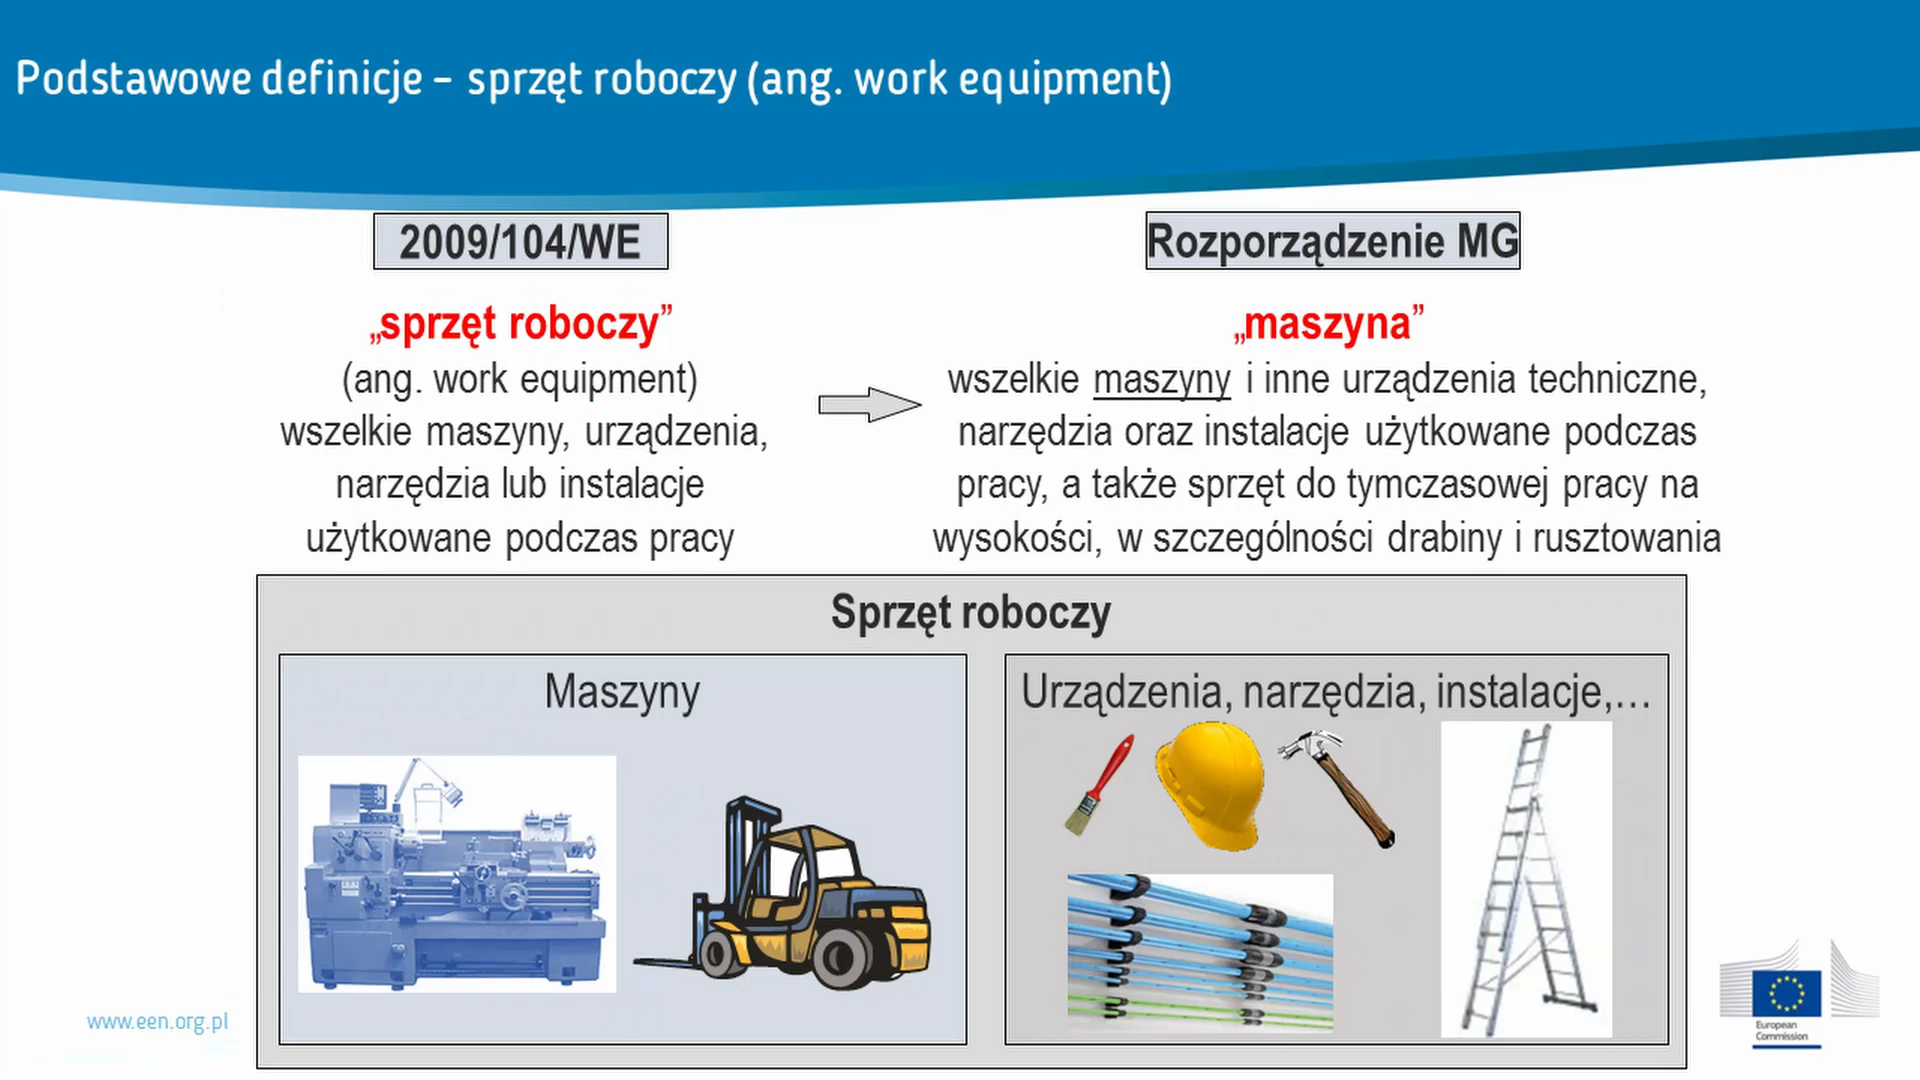 Podstawowe definicje – sprzęt roboczy (ang. work equipment)
2009/104/WE
„sprzęt roboczy”
(ang. work equipment)
wszelkie maszyny, urządzenia,
narzędzia lub instalacje
użytkowane podczas pracy
Rozporządzenie MG
„maszyna”
wszelkie maszyny i inne urządzenia techniczne,
narzędzia oraz instalacje użytkowane podczas
pracy, a także sprzęt do tymczasowej pracy na
wysokości, w szczególności drabiny i rusztowania
Sprzęt roboczy
Maszyny
Urządzenia, narzędzia, instalacje,…
www.een.org.pl
European
Commission